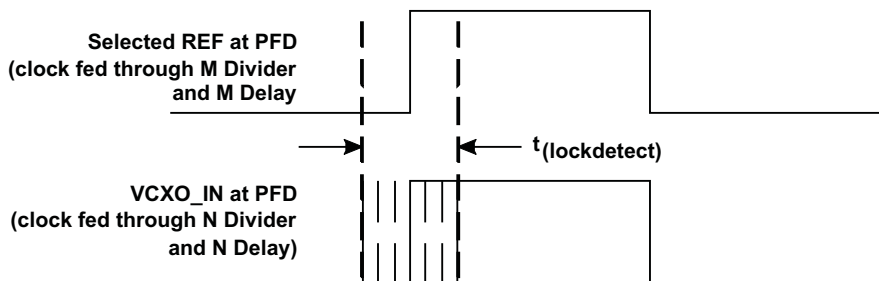 Selected REF at PFD
(clock fed through M Divider
and M Delay
t(lockdetect)
VCXO_IN at PFD
(clock fed through N Divider
and N Delay)